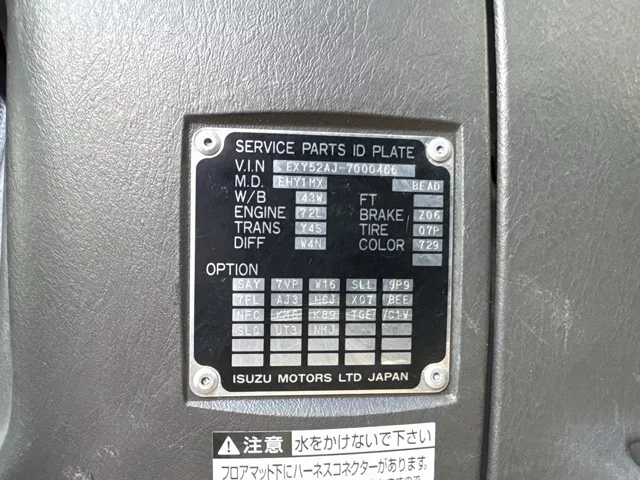 SERVICE PARTS ID PLATE
V.I.N EXY52AJ-7000466
M.D. EHY1MX BEAD
W/B 43W FT
ENGINE 72L BRAKE Z06
TRANS Y4S TIRE 07P
DIFF W4N COLOR 729
OPTION
SAY 7VP W16 SLL 9P9
7FL AJ3 X07 BEE
NFC K89 C1W
SLQ UT3 NKJ
ISUZU MOTORS LTD JAPAN
注意 水をかけないで下さい
フロアマット下にハーネスコネクターがあります。